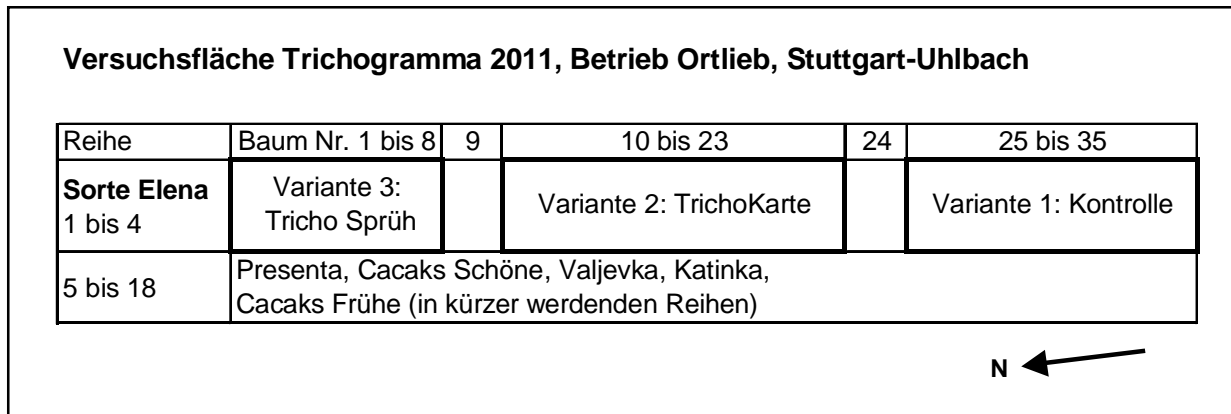 Versuchsfläche Trichogramma 2011, Betrieb Ortlieb, Stuttgart-Uhlbach
Reihe Baum Nr. 1 bis 8 9 10 bis 23 24 25 bis 35
Sorte Elena
1 bis 4
Variante 3:
Tricho Sprüh
Variante 2: TrichoKarte
Variante 1: Kontrolle
5 bis 18
Presenta, Cacaks Schöne, Valjevka, Katinka,
Cacaks Frühe (in kürzer werdenden Reihen)
N